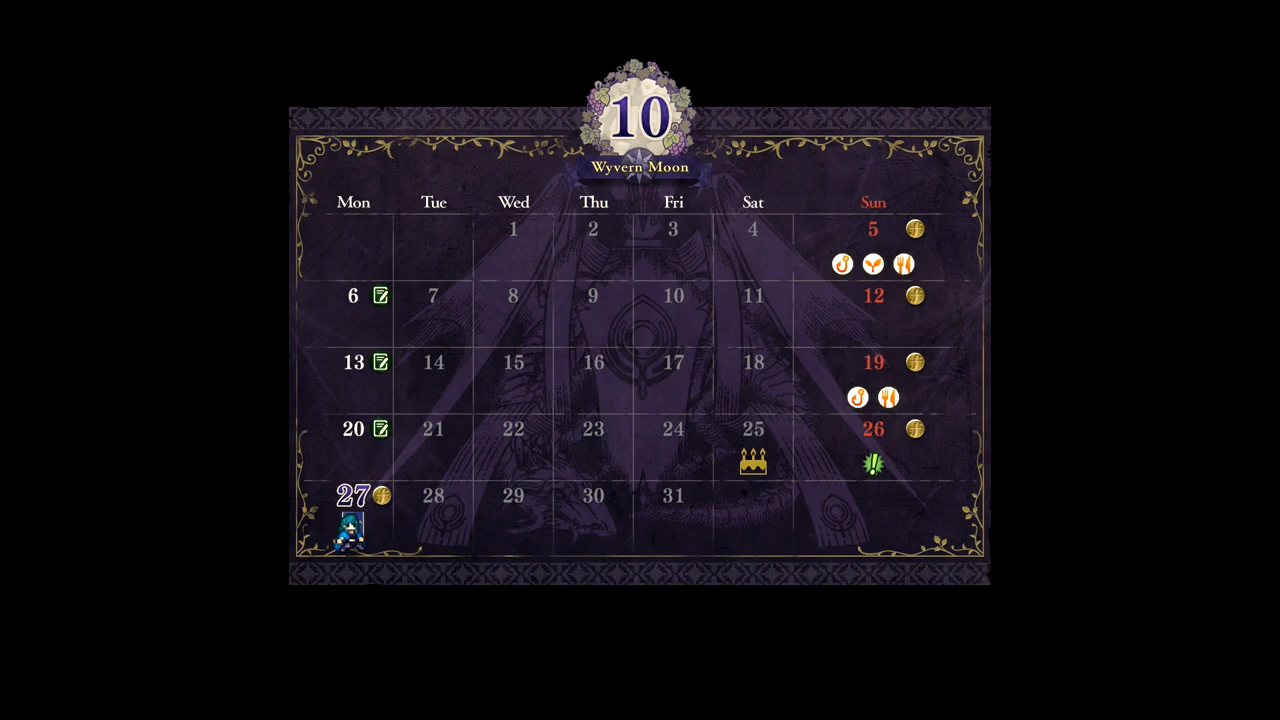 10
Wyvern Moon
Mon Tue Wed Thu Fri Sat Sun
1 2 3 4 5
6 7 8 9 10 11 12
13 14 15 16 17 18 19
20 21 22 23 24 25 26
27 28 29 30 31